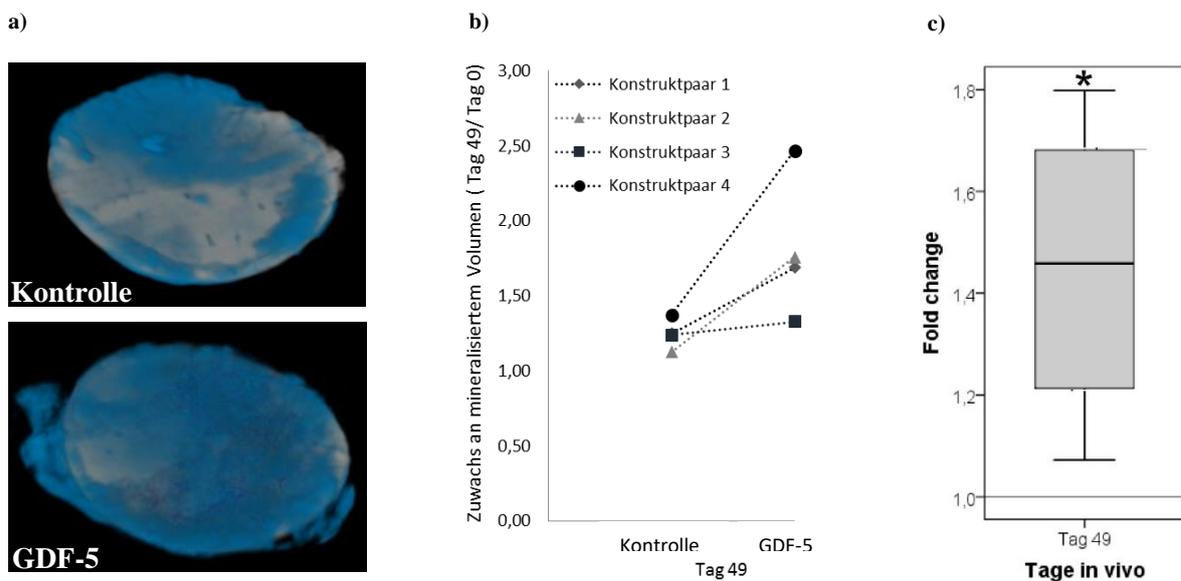 a)
Kontrolle
GDF-5
b)
Zuwachs an mineralisiertem Volumen ( Tag 49/ Tag 0)
3,00
2,50
2,00
1,50
1,00
0,50
0,00
Konstruktpaar 1
Konstruktpaar 2
Konstruktpaar 3
Konstruktpaar 4
Kontrolle
GDF-5
Tag 49
c)
Fold change
*
1,8
1,6
1,4
1,2
1,0
Tag 49
Tage in vivo